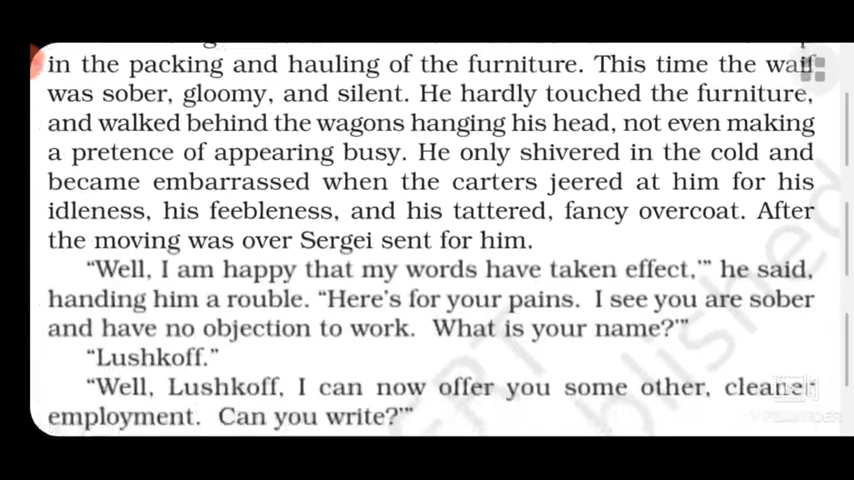 in the packing and hauling of the furniture. This time the waif
was sober, gloomy, and silent. He hardly touched the furniture,
and walked behind the wagons hanging his head, not even making
a pretence of appearing busy. He only shivered in the cold and
became embarrassed when the carters jeered at him for his
idleness, his feebleness, and his tattered, fancy overcoat. After
the moving was over Sergei sent for him.
“Well, I am happy that my words have taken effect,’” he said,
handing him a rouble. “Here’s for your pains. I see you are sober
and have no objection to work. What is your name?’”
“Lushkoff.”
“Well, Lushkoff, I can now offer you some other, cleaner
employment. Can you write?’”